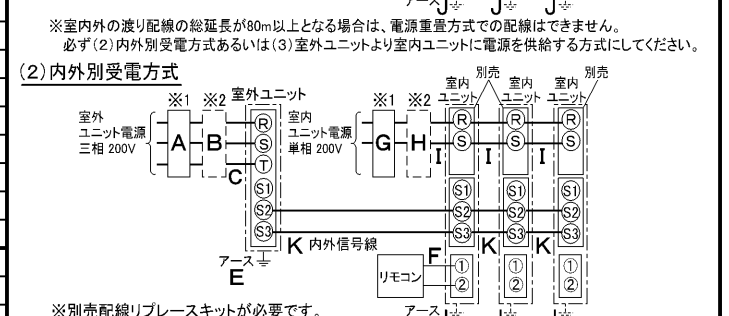 アース J J J
※室内外の渡り配線の総延長が80m以上となる場合は、電源重畳方式での配線はできません。
必ず(2)内外別受電方式あるいは(3)室外ユニットより室内ユニットに電源を供給する方式にしてください。
(2)内外別受電方式
※1 ※2 室外ユニット
室外
ユニット電源
三相 200V
A B C
R
S
T
S1
S2
S3
アース
E
K 内外信号線
※1 ※2
室内
ユニット電源
単相 200V
G H
室内
ユニット
別売
室内
ユニット
室内
ユニット
別売
R R R
I S I S I S
S1 S1 S1
S2 S2 S2
S3 K S3 K S3
リモコン
F
① ① ①
② ② ②
アース
※別売配線リプレースキットが必要です。